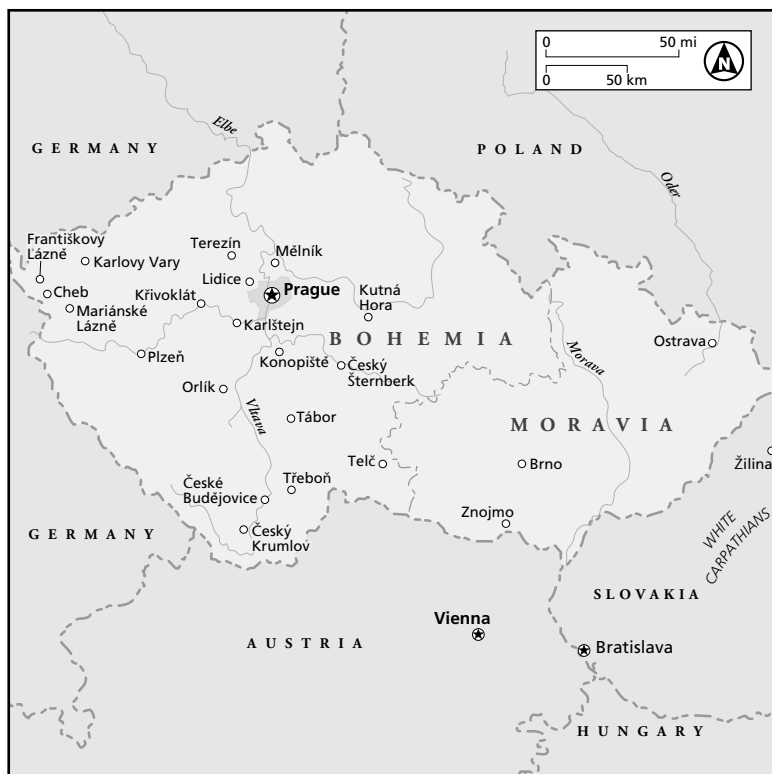 0 50 mi
0 50 km
N
Elbe
GERMANY
POLAND
Oder
Františkovy
Lázně
Karlovy Vary
Terezín
Mělník
Lidice
Prague
Cheb
Křivoklát
Kutná
Hora
Mariánské
Lázně
Karlštejn
BOHEMIA
Morava
Ostrava
Plzeň
Konopiště
Český
Šternberk
Orlík
Vltava
Tábor
MORAVIA
Telč
Brno
Žilina
České
Budějovice
Třeboň
Znojmo
Český
Krumlov
GERMANY
WHITE
CARPATHIANS
SLOVAKIA
Vienna
AUSTRIA
Bratislava
HUNGARY